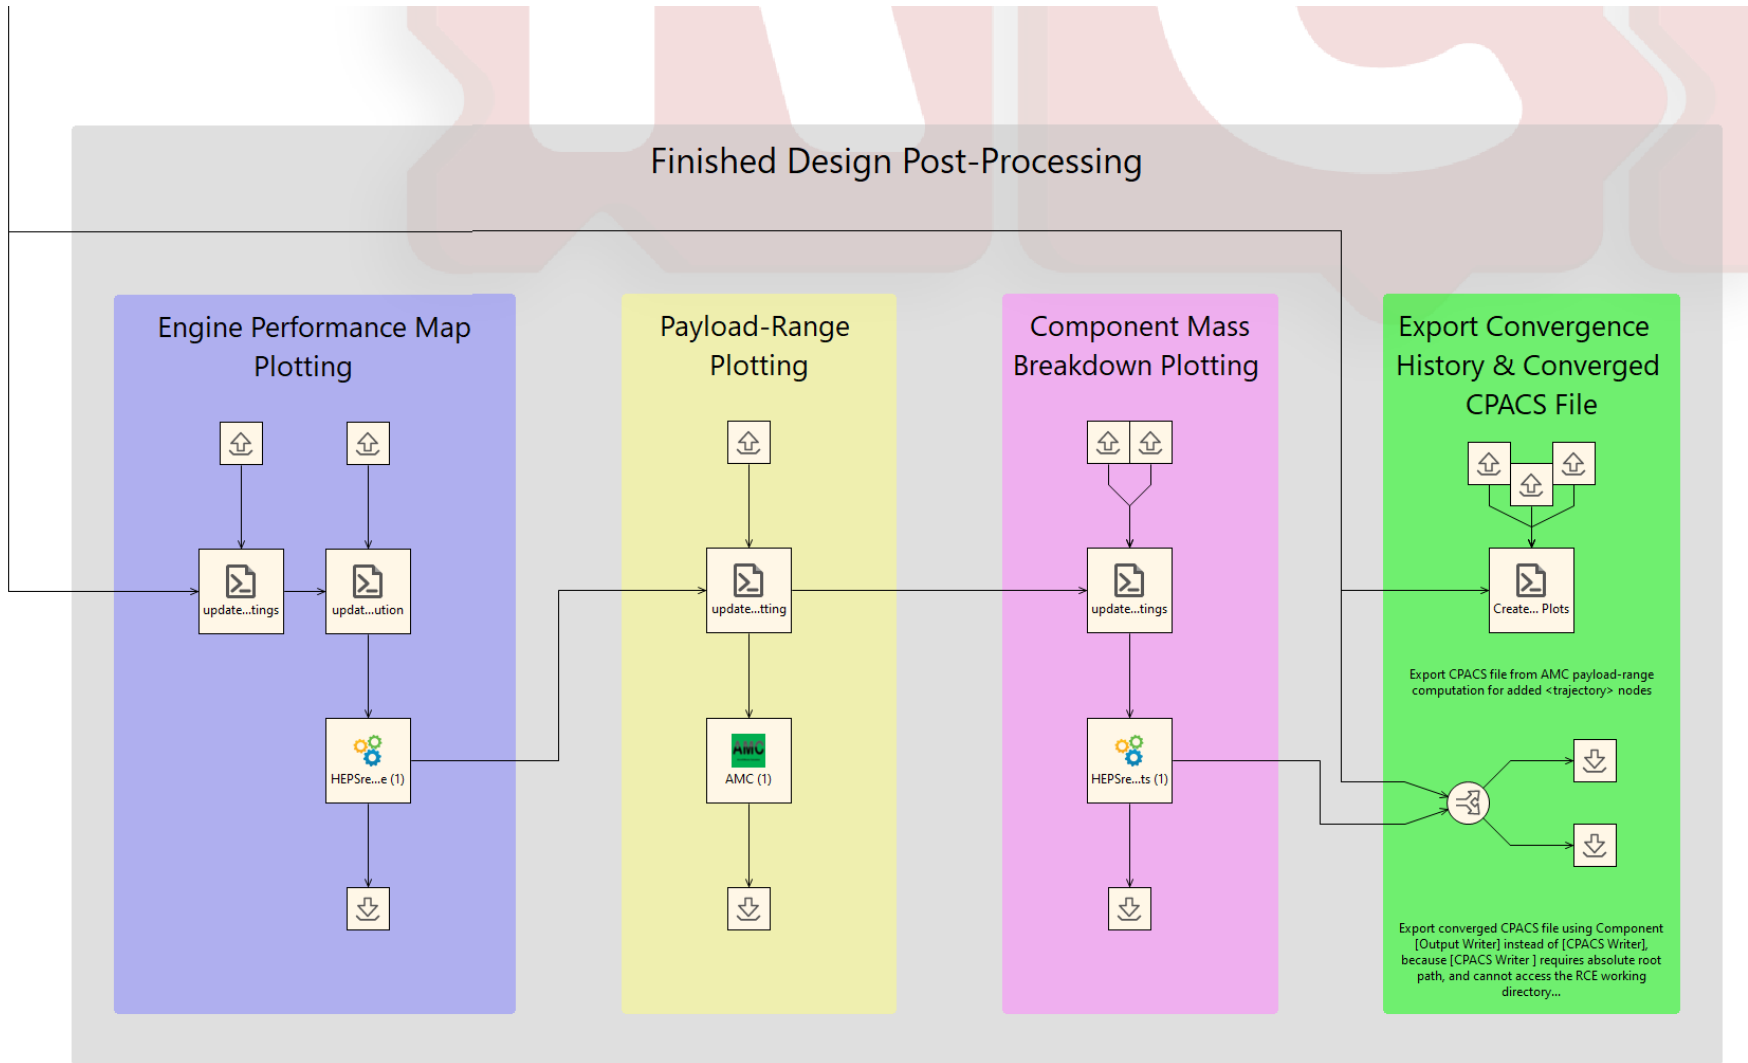 Finished Design Post-Processing
Engine Performance Map
Plotting
update...tings
updat...ution
HEPSre...e (1)
Payload-Range
Plotting
update...tting
AMC
AMC (1)
Component Mass
Breakdown Plotting
update...tings
HEPSre...ts (1)
Export Convergence
History & Converged
CPACS File
Create... Plots
Export CPACS file from AMC payload-range
computation for added <trajectory> nodes
Export converged CPACS file using Component
[Output Writer] instead of [CPACS Writer],
because [CPACS Writer ] requires absolute root
path, and cannot access the RCE working
directory...